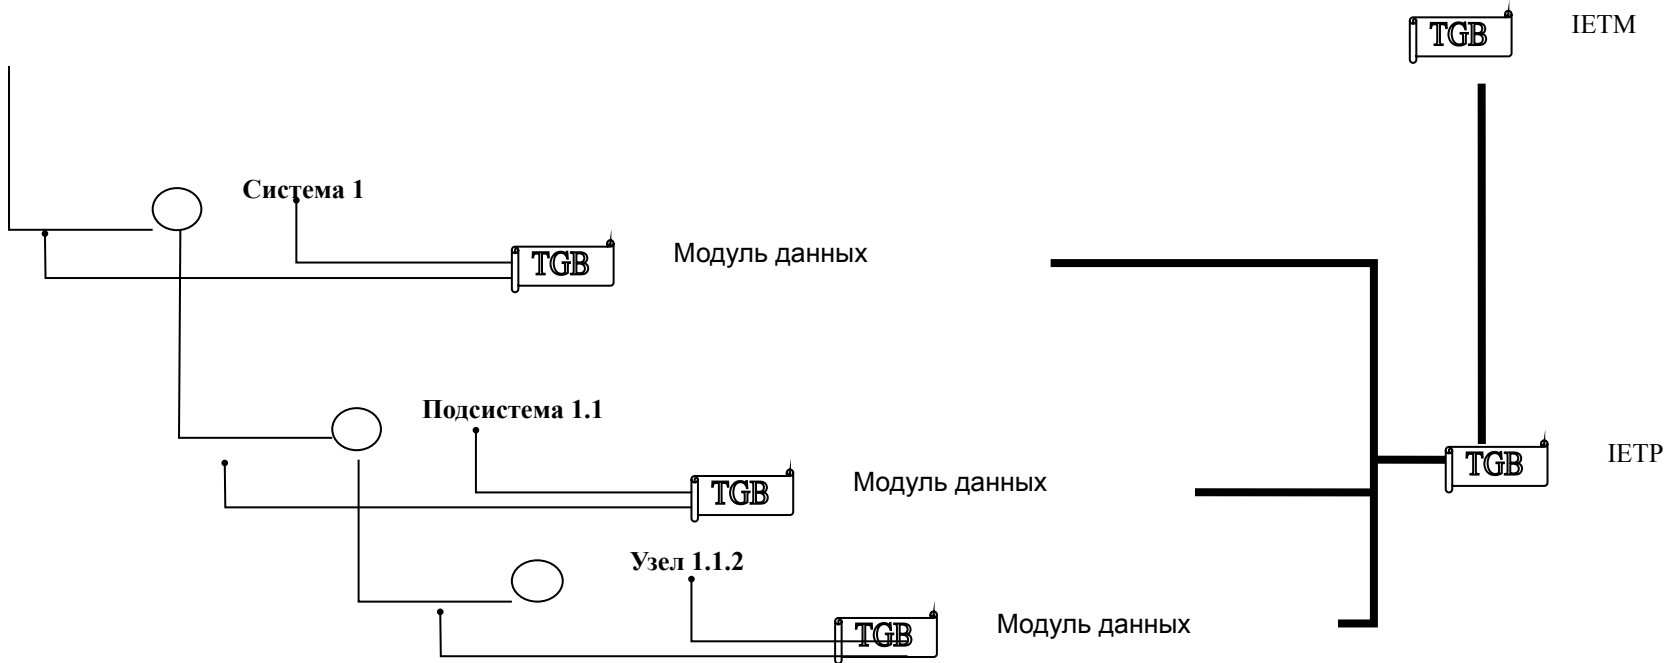 TGB IETM
Система 1
TGB Модуль данных
Подсистема 1.1
TGB IETP
TGB Модуль данных
Узел 1.1.2
TGB Модуль данных